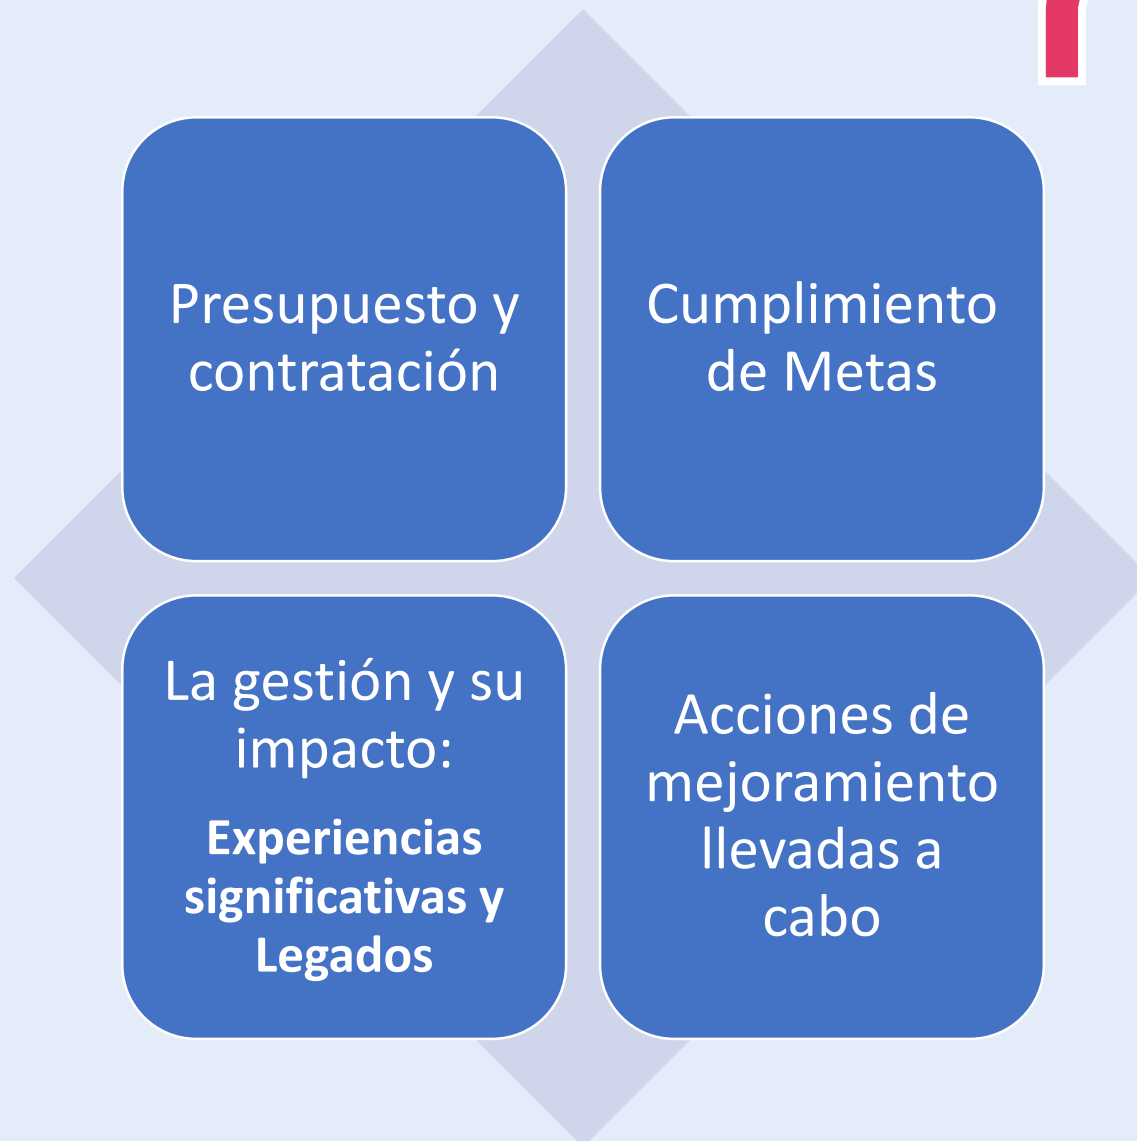 Presupuesto y
contratación
Cumplimiento
de Metas
La gestión y su
impacto:
Experiencias
significativas y
Legados
Acciones de
mejoramiento
llevadas a
cabo